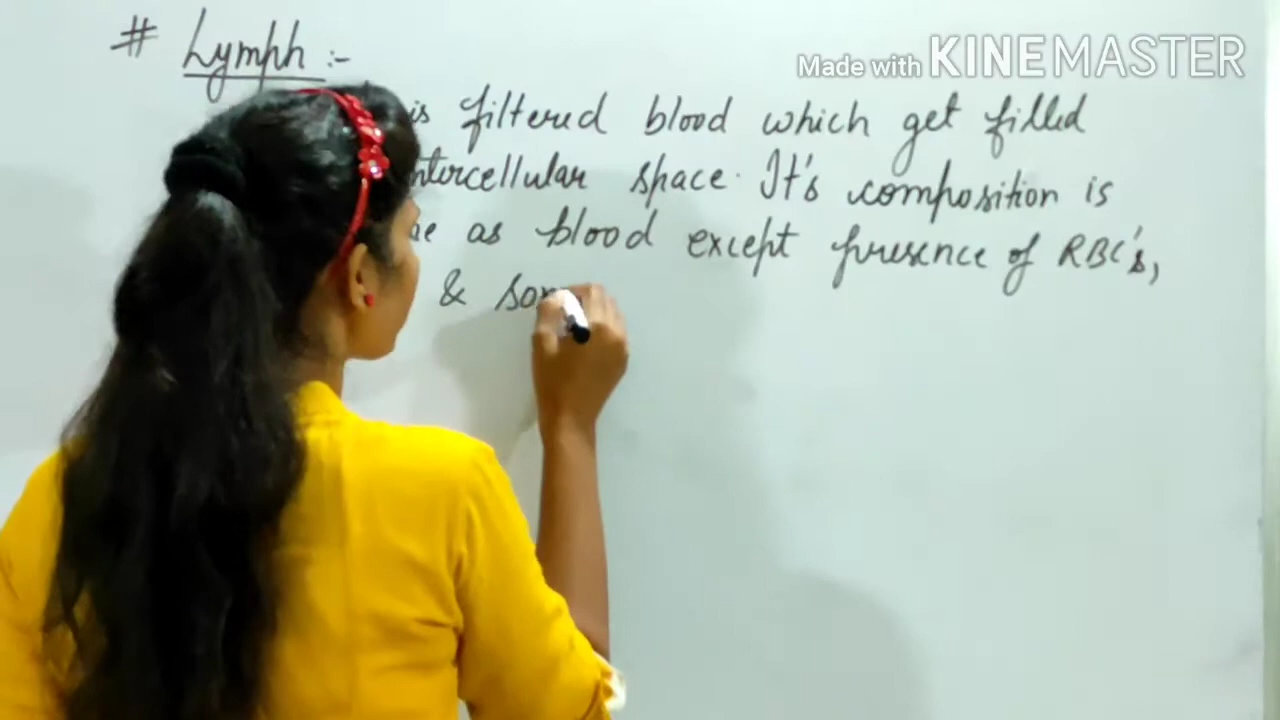 # Lymph :-
Made with KINEMASTER
is filtered blood which get filled
intercellular space. It's composition is
as blood except presence of RBC's,
& som